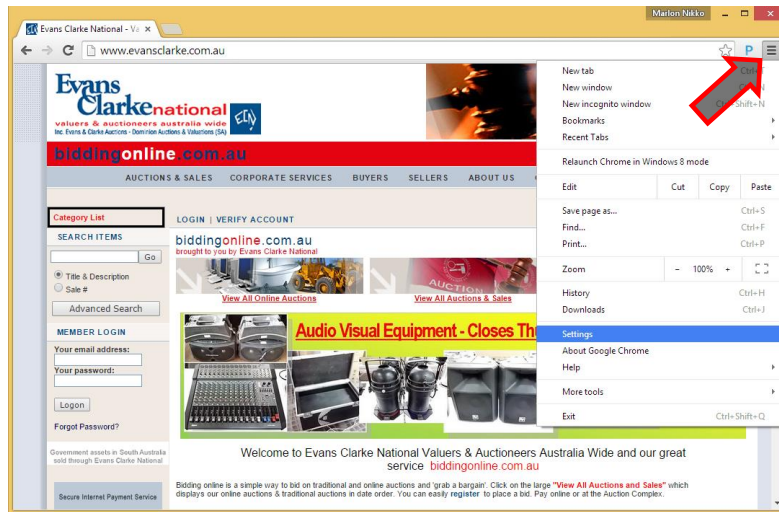 Marlon Nikko
Evans Clarke National - Va
www.evansclarke.com.au
P
New tab Ctrl+T
New window
New incognito window Ctrl+Shift+N
Bookmarks
Recent Tabs
Relaunch Chrome in Windows 8 mode
Edit Cut Copy Paste
Save page as... Ctrl+S
Find... Ctrl+F
Print... Ctrl+P
Zoom - 100% +
History Ctrl+H
Downloads Ctrl+J
Settings
About Google Chrome
Help
More tools
Exit Ctrl+Shift+Q
Evans
Clarkenational
valuers & auctioneers australia wide
Inc. Evans & Clarke Auctions - Dominion Auctions & Valuations (SA)
ECN
biddingonline.com.au
AUCTIONS & SALES CORPORATE SERVICES BUYERS SELLERS ABOUT US
Category List
SEARCH ITEMS
Go
Title & Description
Sale #
Advanced Search
MEMBER LOGIN
Your email address:
Your password:
Logon
Forgot Password?
Government assets in South Australia
sold through Evans Clarke National
Secure Internet Payment Service
LOGIN | VERIFY ACCOUNT
biddingonline.com.au
brought to you by Evans Clarke National
AUCTION
View All Online Auctions
View All Auctions & Sales
Audio Visual Equipment - Closes
Welcome to Evans Clarke National Valuers & Auctioneers Australia Wide and our great
service biddingonline.com.au
Bidding online is a simple way to bid on traditional and online auctions and 'grab a bargain'. Click on the large "View All Auctions and Sales" which
displays our online auctions & traditional auctions in date order. You can easily register to place a bid. Pay online or at the Auction Complex.